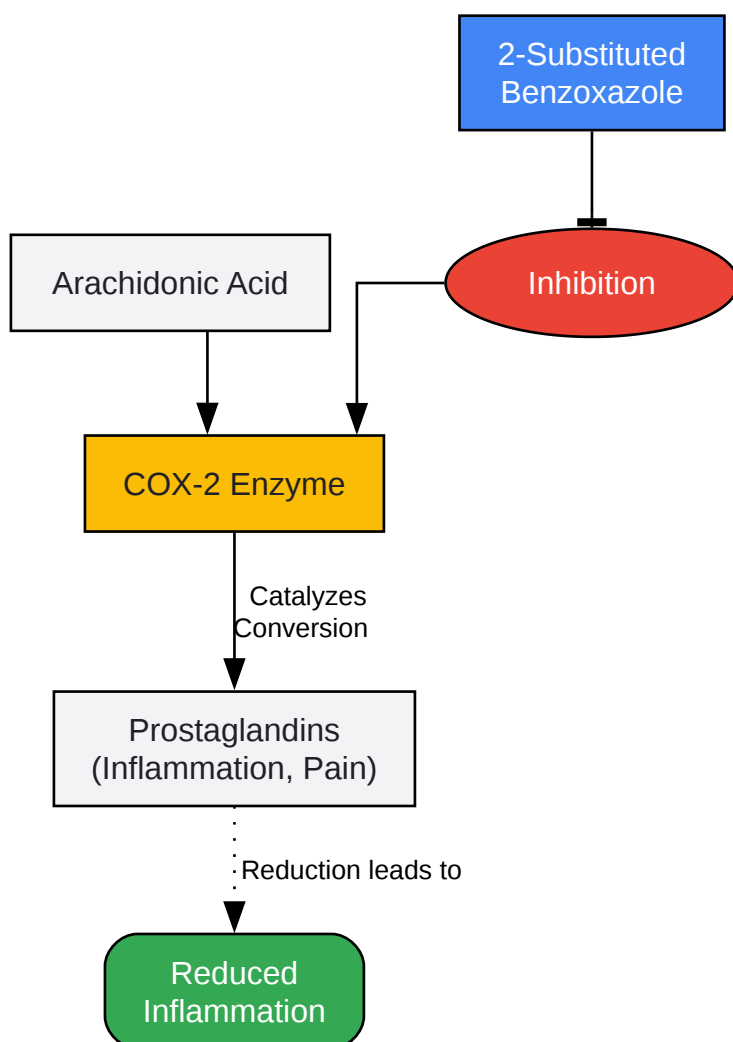 2-Substituted
Benzoxazole
Arachidonic Acid
Inhibition
COX-2 Enzyme
Catalyzes
Conversion
Prostaglandins
(Inflammation, Pain)
Reduction leads to
Reduced
Inflammation